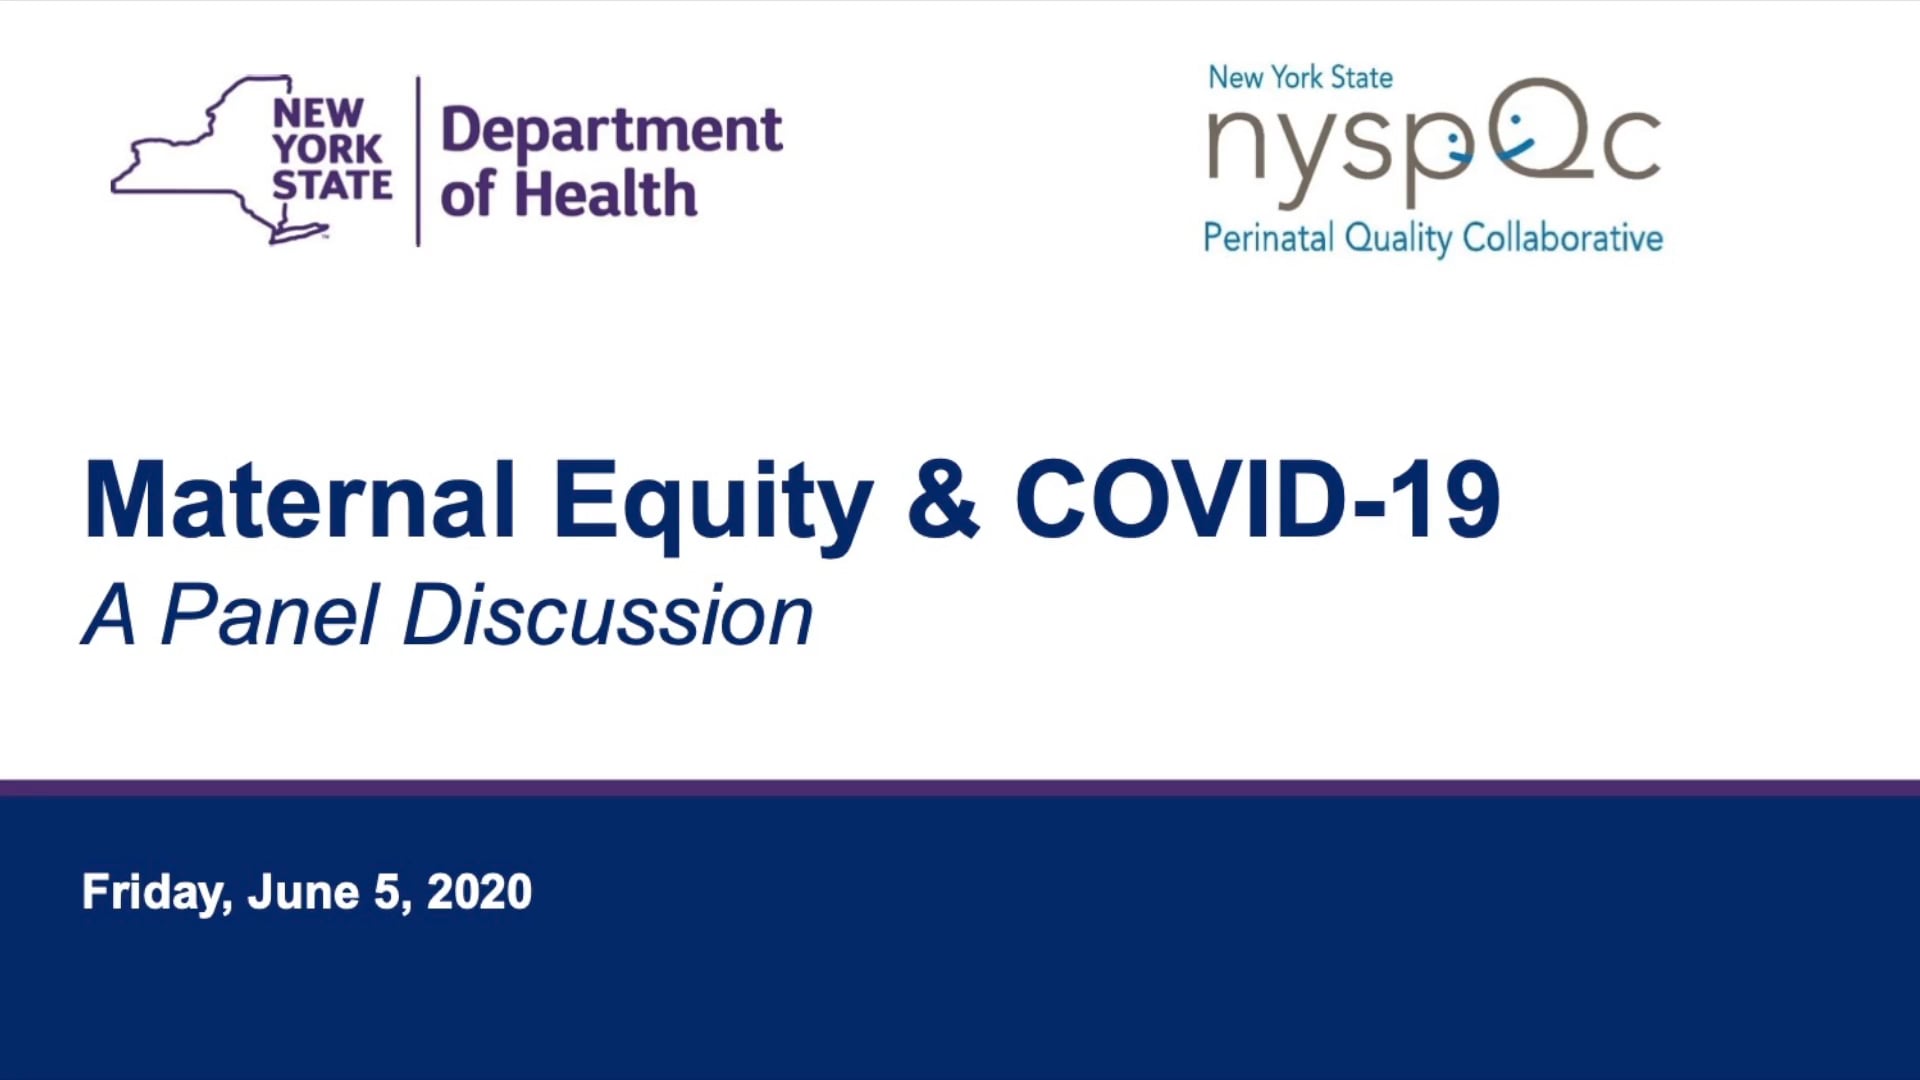 NEW
YORK
STATE
Department
of Health
New York State
nyspQc
Perinatal Quality Collaborative
Maternal Equity & COVID-19
A Panel Discussion
Friday, June 5, 2020